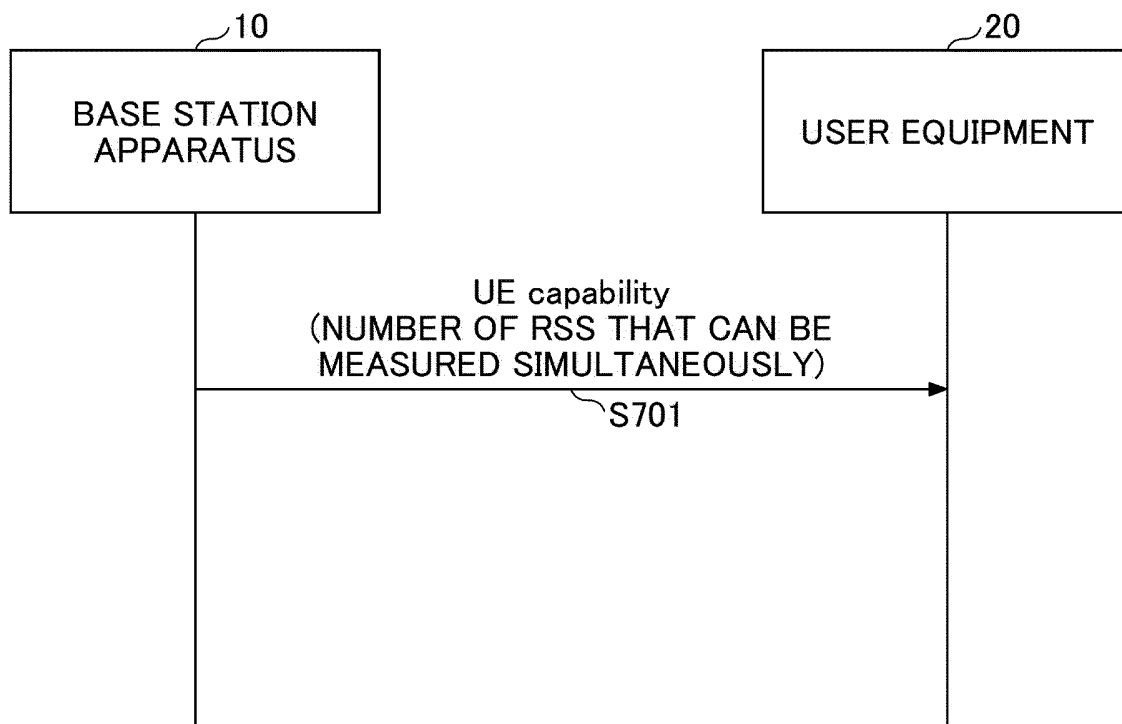 10
20
BASE STATION
APPARATUS
USER EQUIPMENT
UE capability
(NUMBER OF RSS THAT CAN BE
MEASURED SIMULTANEOUSLY)
S701